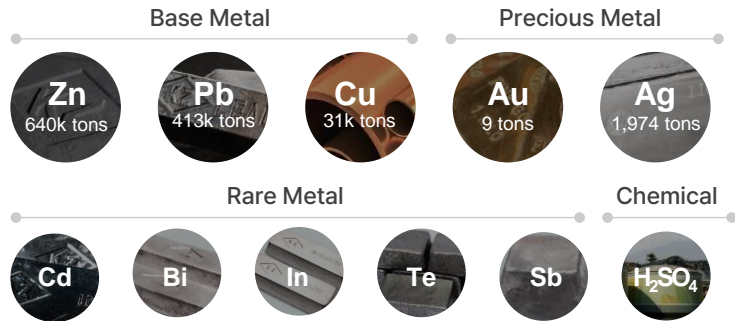 Base Metal
Precious Metal
Zn
640k tons
Pb
413k tons
Cu
31k tons
Au
9 tons
Ag
1,974 tons
Rare Metal
Chemical
Cd
Bi
In
Te
Sb
H₂SO₄